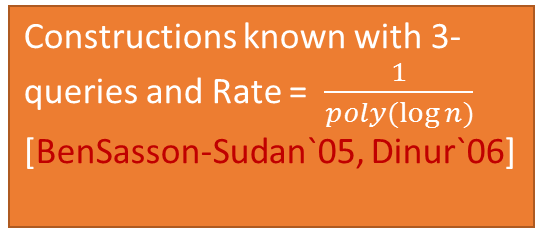 Constructions known with 3-
queries and Rate = 1/poly(log n)
[BenSasson-Sudan`05, Dinur`06]